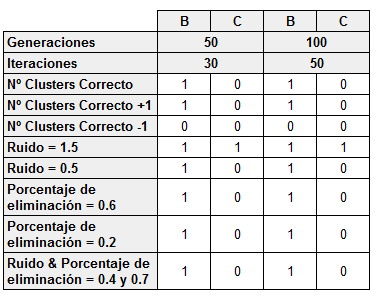 B C B C
Generaciones 50 100
Iteraciones 30 50
Nº Clusters Correcto 1 0 1 0
Nº Clusters Correcto +1 1 0 1 0
Nº Clusters Correcto -1 0 0 0 0
Ruido = 1.5 1 1 1 1
Ruido = 0.5 1 0 1 0
Porcentaje de
eliminación = 0.6 1 0 1 0
Porcentaje de
eliminación = 0.2 1 0 1 0
Ruido & Porcentaje de
eliminación = 0.4 y 0.7 1 0 1 0